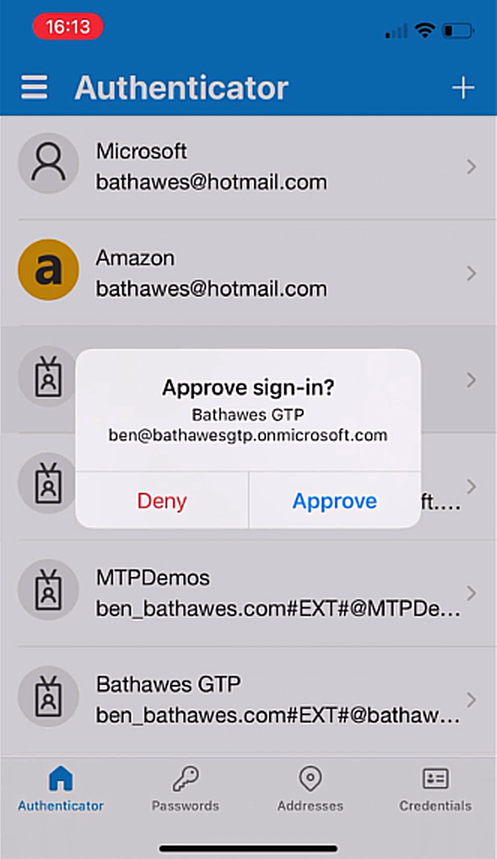 16:13
Authenticator
Microsoft
bathawes@hotmail.com
a
Amazon
bathawes@hotmail.com
Approve sign-in?
Bathawes GTP
ben@bathawesgtp.onmicrosoft.com
Deny
Approve
ft....
MTPDemos
ben_bathawes.com#EXT#@MTPDe...
Bathawes GTP
ben_bathawes.com#EXT#@bathaw...
Authenticator
Passwords
Addresses
Credentials